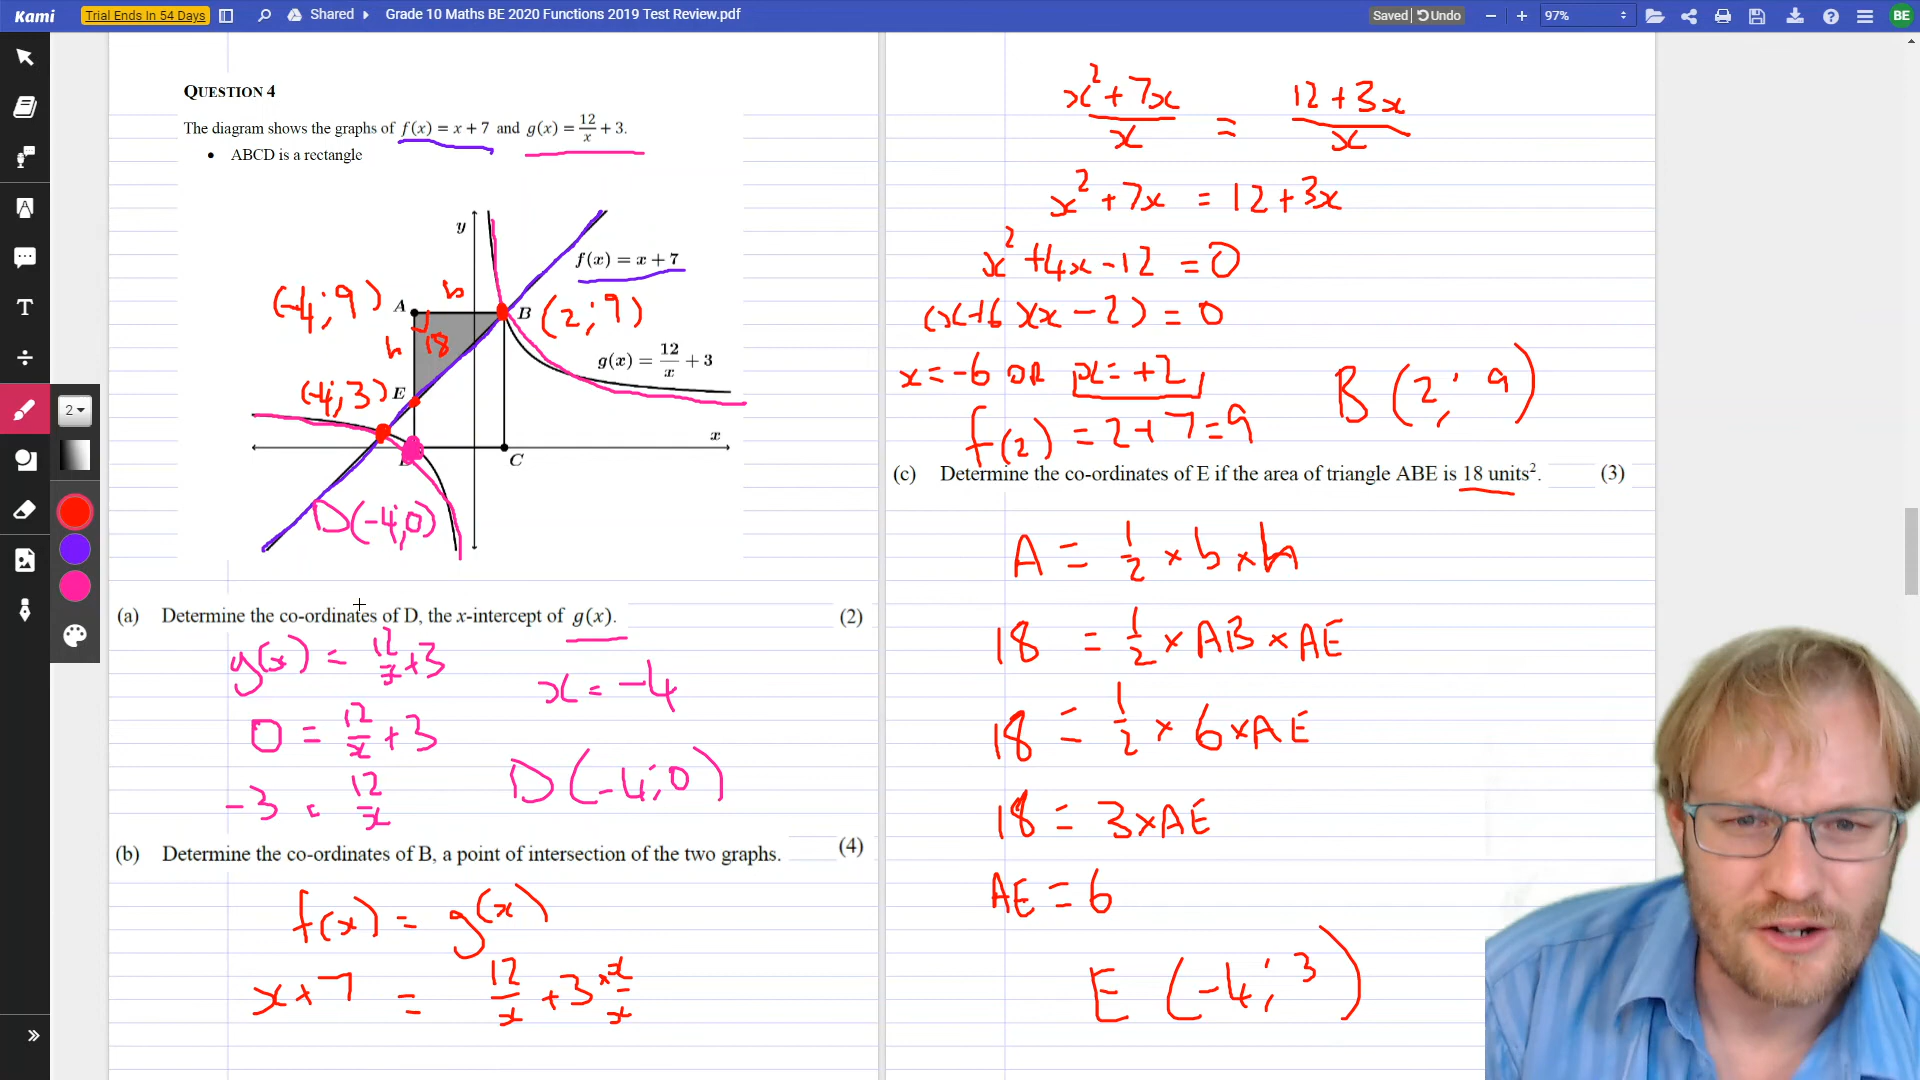 Kami
Trial Ends In 54 Days
Shared
Grade 10 Maths BE 2020 Functions 2019 Test Review.pdf
Saved
Undo
97%
BE
2
QUESTION 4
The diagram shows the graphs of f(x) = x + 7 and g(x) = 12/x + 3.
• ABCD is a rectangle
y
f(x) = x + 7
(-4; 9) A b B (2; 9)
h 18
g(x) = 12/x + 3
(-4; 3) E
x
C
D(-4;0)
(a) Determine the co-ordinates of D, the x-intercept of g(x). (2)
g(x) = 12/x + 3
x = -4
0 = 12/x + 3
D(-4;0)
-3 = 12/x
(b) Determine the co-ordinates of B, a point of intersection of the two graphs. (4)
f(x) = g(x)
x + 7 = 12/x + 3 × x/x
x² + 7x / x = 12 + 3x / x
x² + 7x = 12 + 3x
x² + 4x - 12 = 0
(x + 6)(x - 2) = 0
x = -6 OR x = +2
B (2; 9)
f(2) = 2 + 7 = 9
(c) Determine the co-ordinates of E if the area of triangle ABE is 18 units². (3)
A = 1/2 × b × h
18 = 1/2 × AB × AE
18 = 1/2 × 6 × AE
18 = 3 × AE
AE = 6
E (-4; 3)